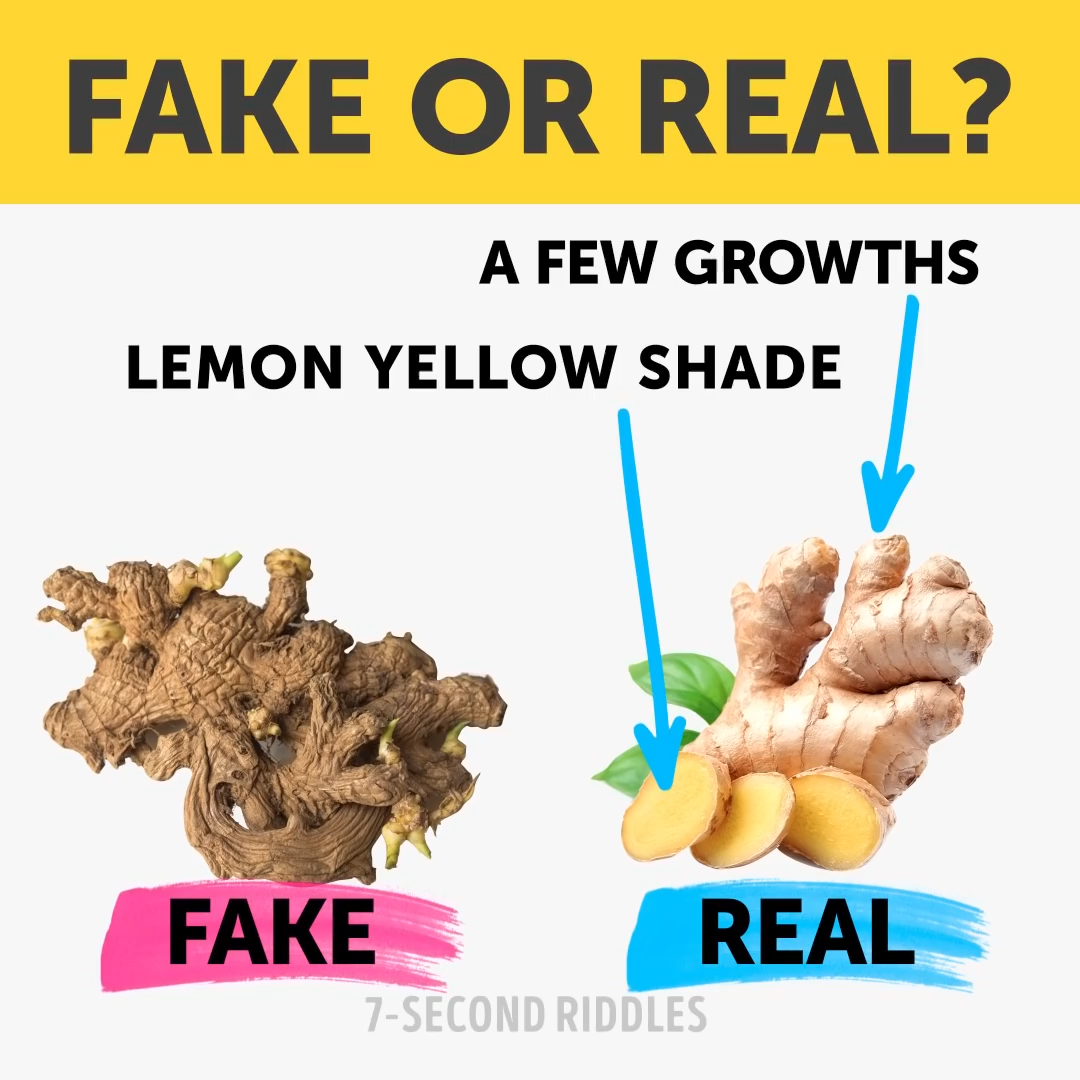 FAKE OR REAL?
A FEW GROWTHS
LEMON YELLOW SHADE
FAKE
REAL
7-SECOND RIDDLES